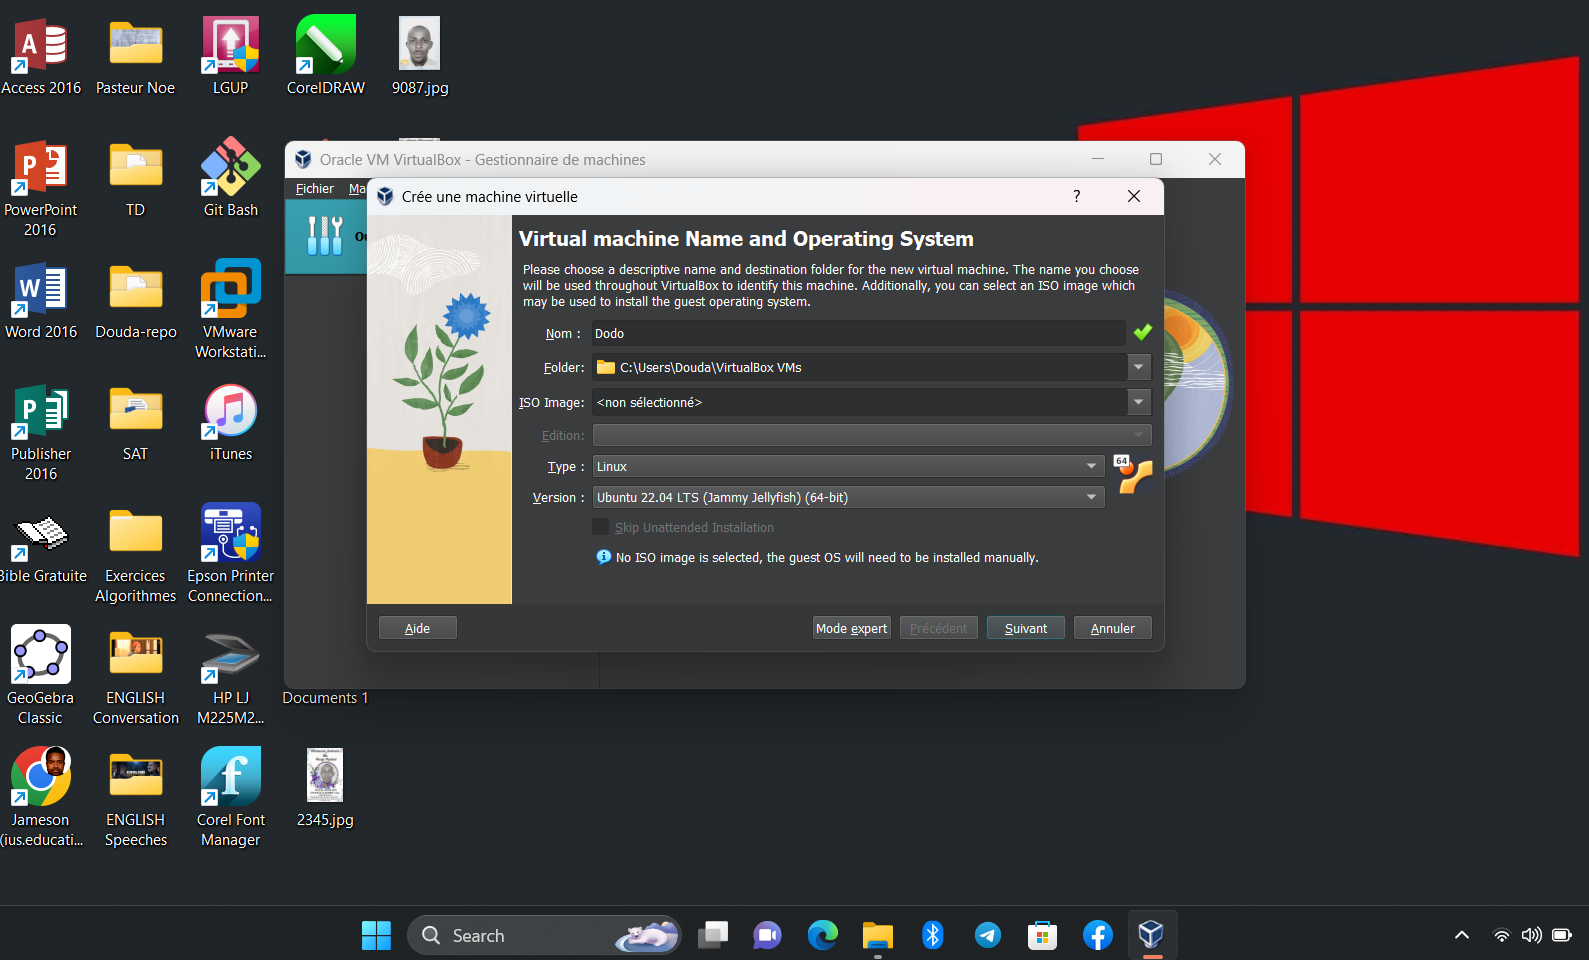 Access 2016
Pasteur Noe
LGUP
CorelDRAW
9087.jpg
PowerPoint
2016
TD
Git Bash
Word 2016
Douda-repo
VMware
Workstati...
Publisher
2016
SAT
iTunes
Bible Gratuite
Exercices
Algorithmes
Epson Printer
Connection...
GeoGebra
Classic
ENGLISH
Conversation
HP LJ
M225M2...
Documents 1
Jameson
(ius.educati...
ENGLISH
Speeches
Corel Font
Manager
2345.jpg
Oracle VM VirtualBox - Gestionnaire de machines
Fichier Ma
Crée une machine virtuelle
?
Virtual machine Name and Operating System
Please choose a descriptive name and destination folder for the new virtual machine. The name you choose
will be used throughout VirtualBox to identify this machine. Additionally, you can select an ISO image which
may be used to install the guest operating system.
Nom : Dodo
Folder: C:\Users\Douda\VirtualBox VMs
ISO Image: <non sélectionné>
Edition:
Type : Linux
64
Version : Ubuntu 22.04 LTS (Jammy Jellyfish) (64-bit)
Skip Unattended Installation
No ISO image is selected, the guest OS will need to be installed manually.
Aide Mode expert Précédent Suivant Annuler
Search